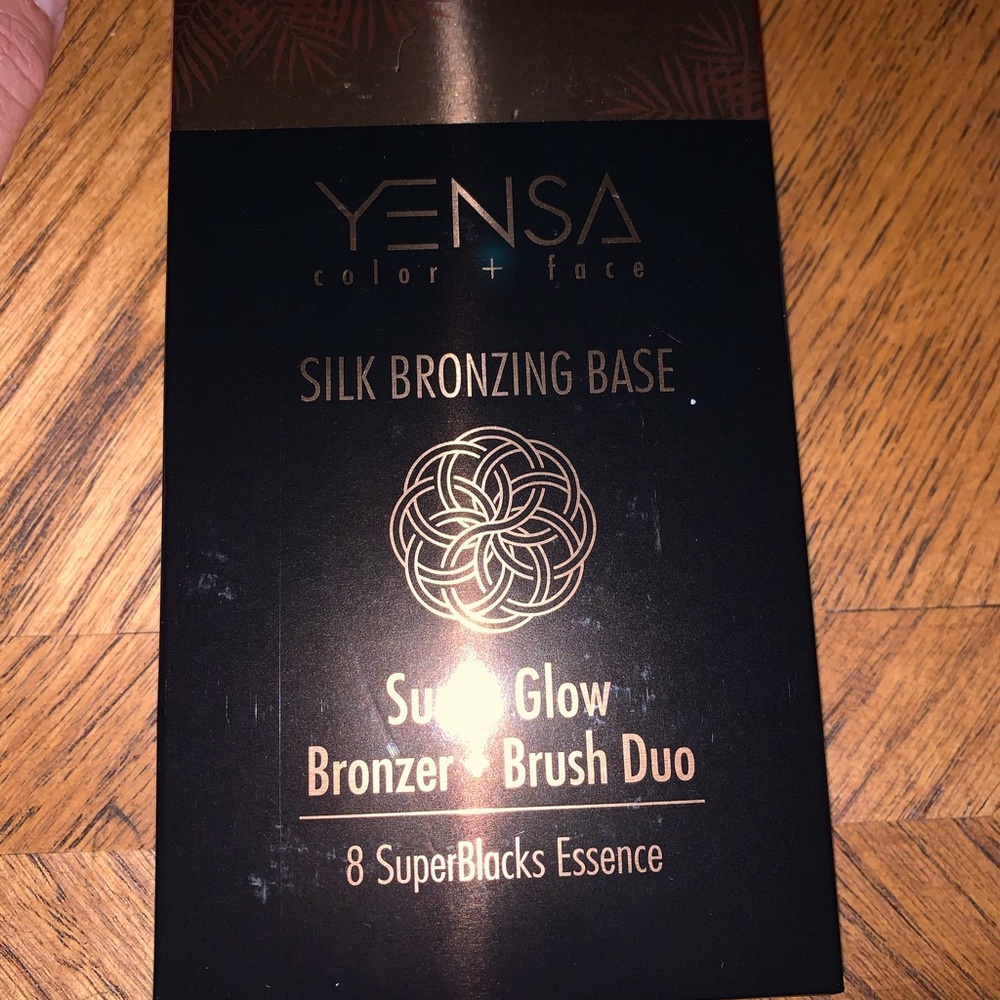 YENSA
color + face
SILK BRONZING BASE
Glow
Bronzer Brush Duo
8 SuperBlacks Essence